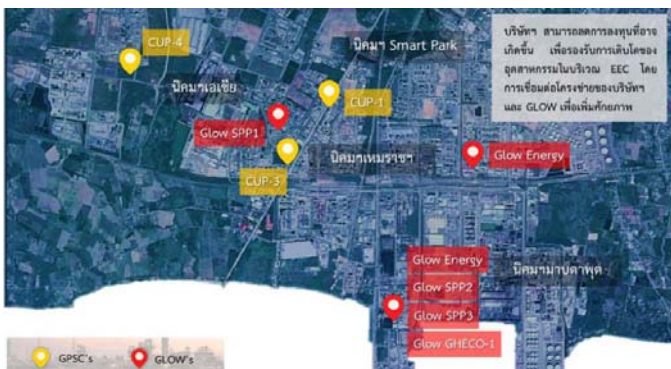 CUP-4
นิคมฯ Smart Park
บริษัทฯ สามารถลดการลงทุนที่อาจ
เกิดขึ้น เพื่อรองรับการเติบโตของ
อุตสาหกรรมในบริเวณ EEC โดย
การเชื่อมต่อโครงข่ายของบริษัทฯ
และ GLOW เพื่อเพิ่มศักยภาพ
นิคมฯเอเชีย
CUP-1
Glow SPP1
นิคมฯเหมราชฯ
Glow Energy
CUP-3
Glow Energy
นิคมฯมาบตาพุด
Glow SPP2
Glow SPP3
Glow GHECO-1
GPSC's
GLOW's